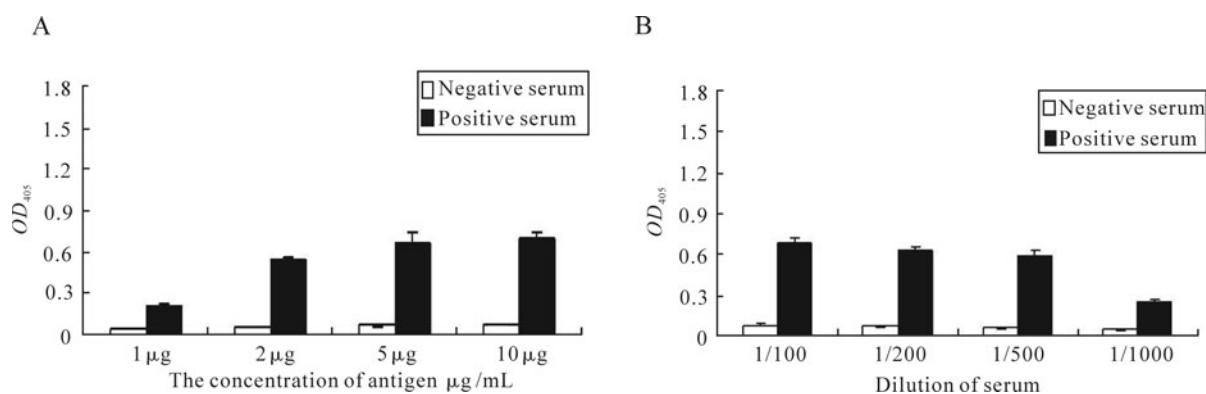 A
1.8
1.5
1.2
0.9
0.6
0.3
0
OD405
Negative serum
Positive serum
1 μg 2 μg 5 μg 10 μg
The concentration of antigen μg /mL
B
1.8
1.5
1.2
0.9
0.6
0.3
0
OD405
Negative serum
Positive serum
1/100 1/200 1/500 1/1000
Dilution of serum